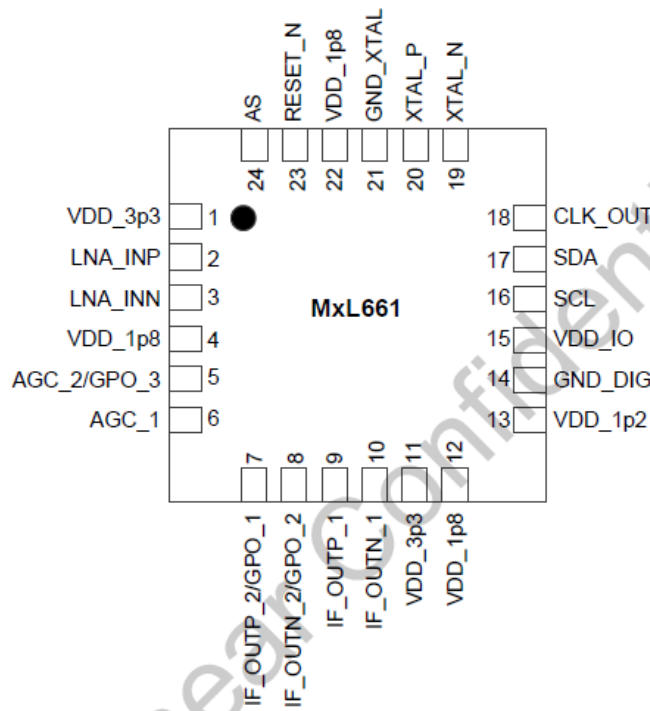 AS
RESET_N
VDD_1p8
GND_XTAL
XTAL_P
XTAL_N
24
23
22
21
20
19
VDD_3p3 1
18 CLK_OUT
LNA_INP 2
17 SDA
LNA_INN 3
16 SCL
MxL661
VDD_1p8 4
15 VDD_IO
AGC_2/GPO_3 5
14 GND_DIG
AGC_1 6
13 VDD_1p2
7
8
9
10
11
12
IF_OUTP_2/GPO_1
IF_OUTN_2/GPO_2
IF_OUTP_1
IF_OUTN_1
VDD_3p3
VDD_1p8